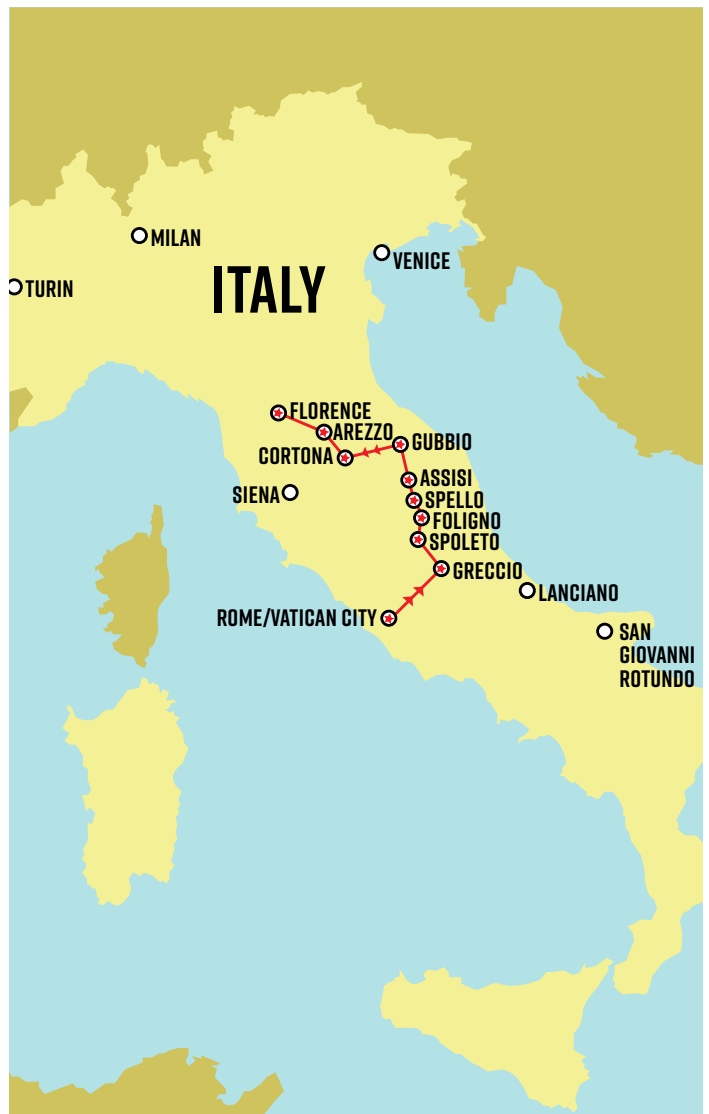 MILAN
VENICE
ITALY
TURIN
FLORENCE
AREZZO
GUBBIO
CORTONA
ASSISI
SIENA
SPELLO
FOLIGNO
SPOLETO
GRECCIO
LANCIANO
ROME/VATICAN CITY
SAN
GIOVANNI
ROTUNDO